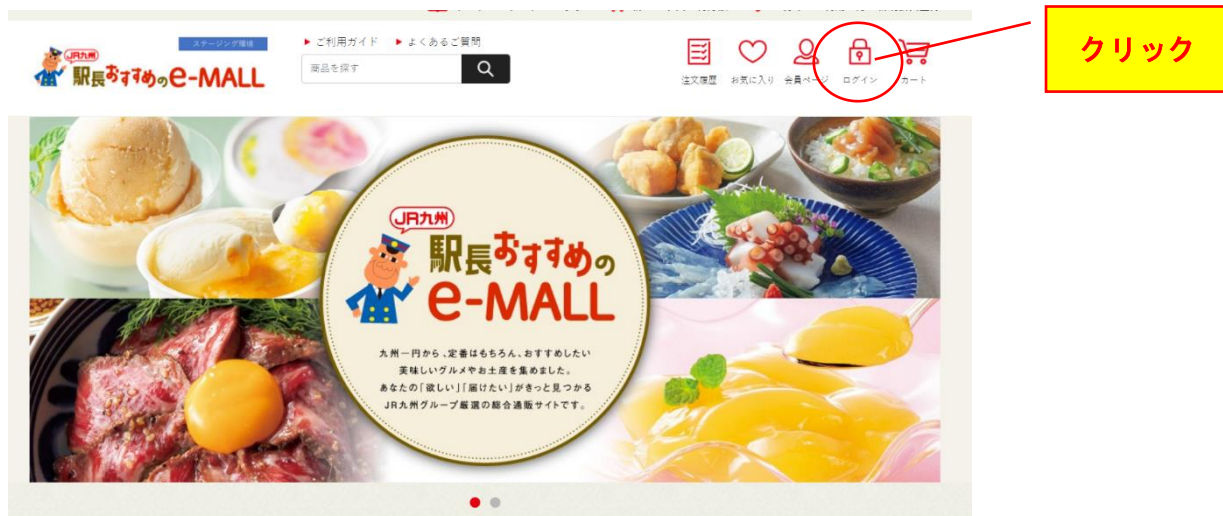 ステージング環境
JR九州
駅長おすすめのe-MALL
ご利用ガイド
よくあるご質問
商品を探す
注文履歴
お気に入り
会員ページ
ログイン
カート
クリック
JR九州
駅長おすすめの
e-MALL
九州一円から、定番はもちろん、おすすめしたい
美味しいグルメやお土産を集めました。
あなたの「欲しい」「届けたい」がきっと見つかる
JR九州グループ厳選の総合通販サイトです。